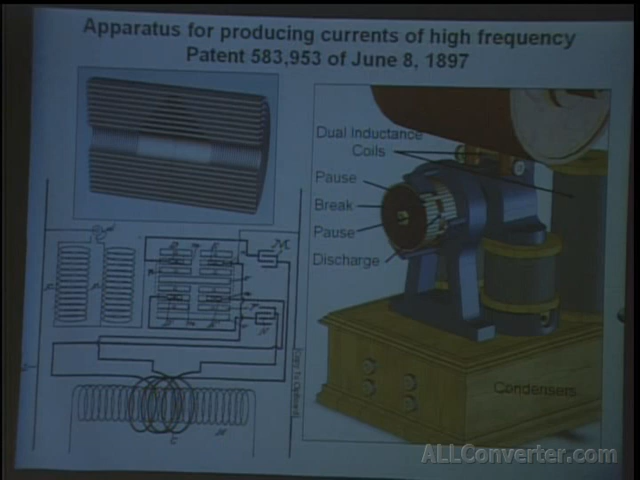 Apparatus for producing currents of high frequency
Patent 583,953 of June 8, 1897
Dual Inductance
Coils
Pause
Break
Pause
Discharge
Condensers
ALLConverter.com